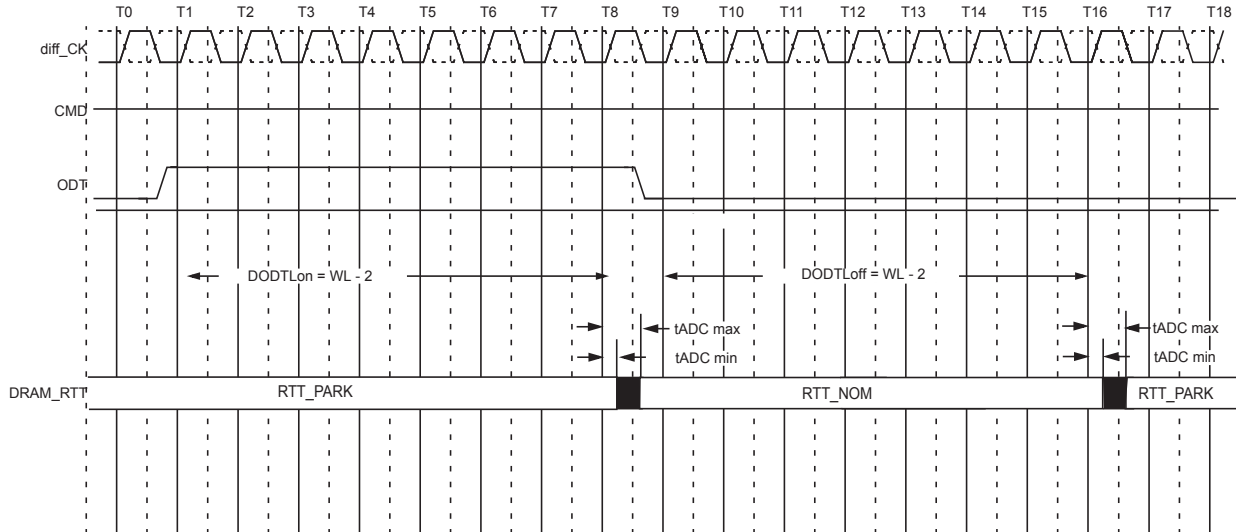 T0 T1 T2 T3 T4 T5 T6 T7 T8 T9 T10 T11 T12 T13 T14 T15 T16 T17 T18
diff_CK
CMD
ODT
DODTLon = WL - 2 DODTLoff = WL - 2
tADC max tADC max
tADC min tADC min
DRAM_RTT RTT_PARK RTT_NOM RTT_PARK